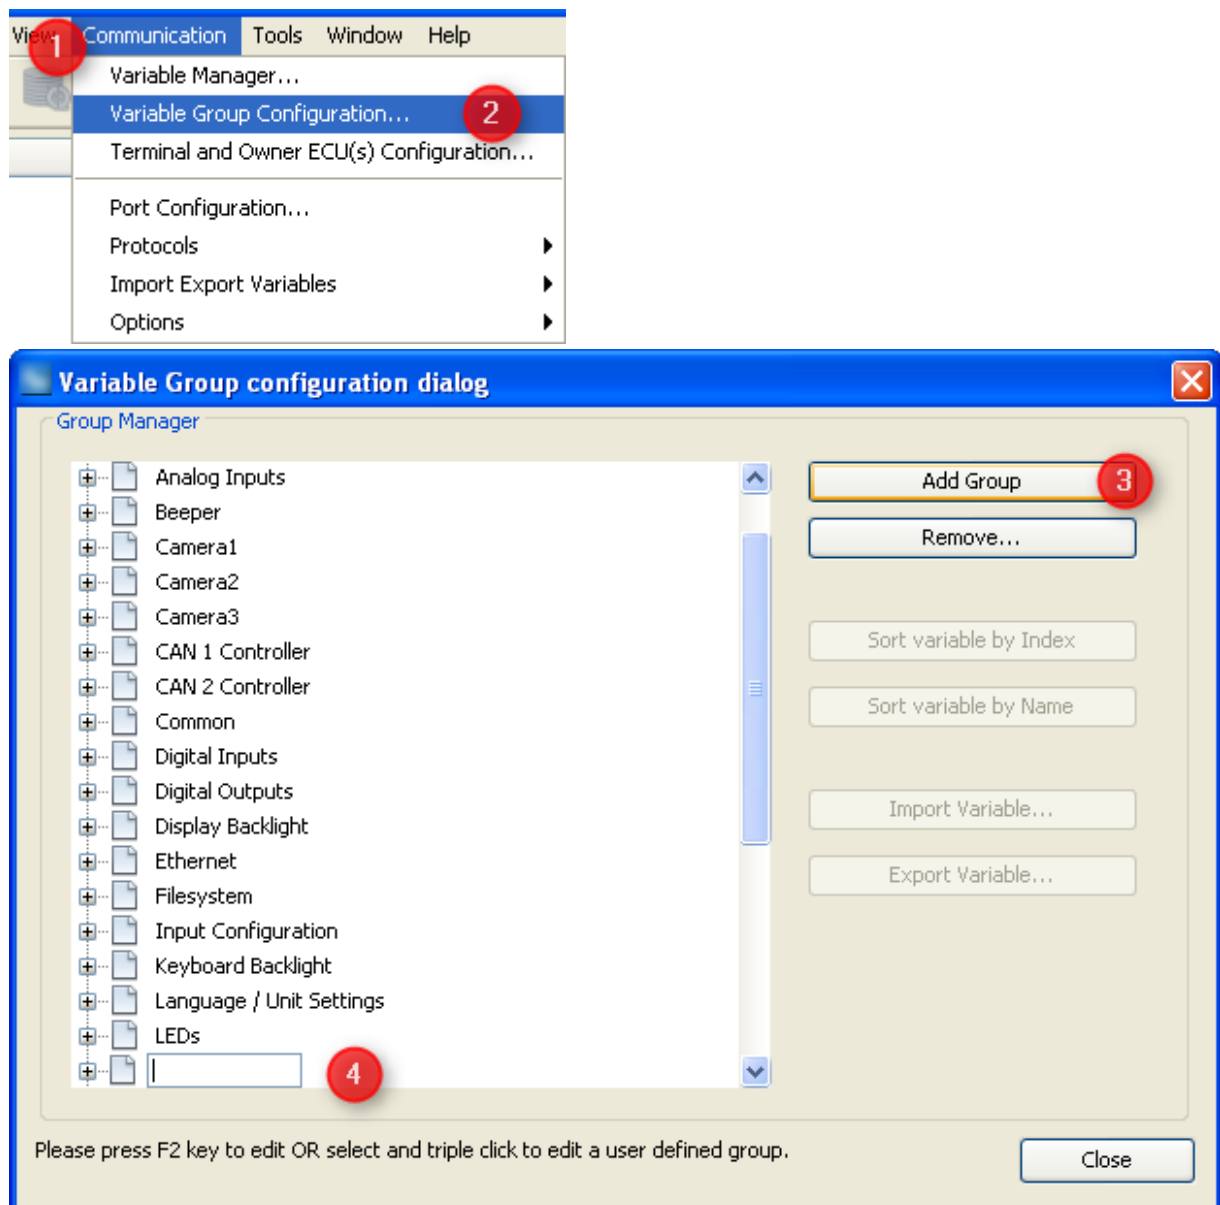 View Communication Tools Window Help
1
Variable Manager...
Variable Group Configuration... 2
Terminal and Owner ECU(s) Configuration...
Port Configuration...
Protocols
Import Export Variables
Options
Variable Group configuration dialog
Group Manager
Analog Inputs
Beeper
Camera1
Camera2
Camera3
CAN 1 Controller
CAN 2 Controller
Common
Digital Inputs
Digital Outputs
Display Backlight
Ethernet
Filesystem
Input Configuration
Keyboard Backlight
Language / Unit Settings
LEDs
4
Add Group 3
Remove...
Sort variable by Index
Sort variable by Name
Import Variable...
Export Variable...
Please press F2 key to edit OR select and triple click to edit a user defined group.
Close